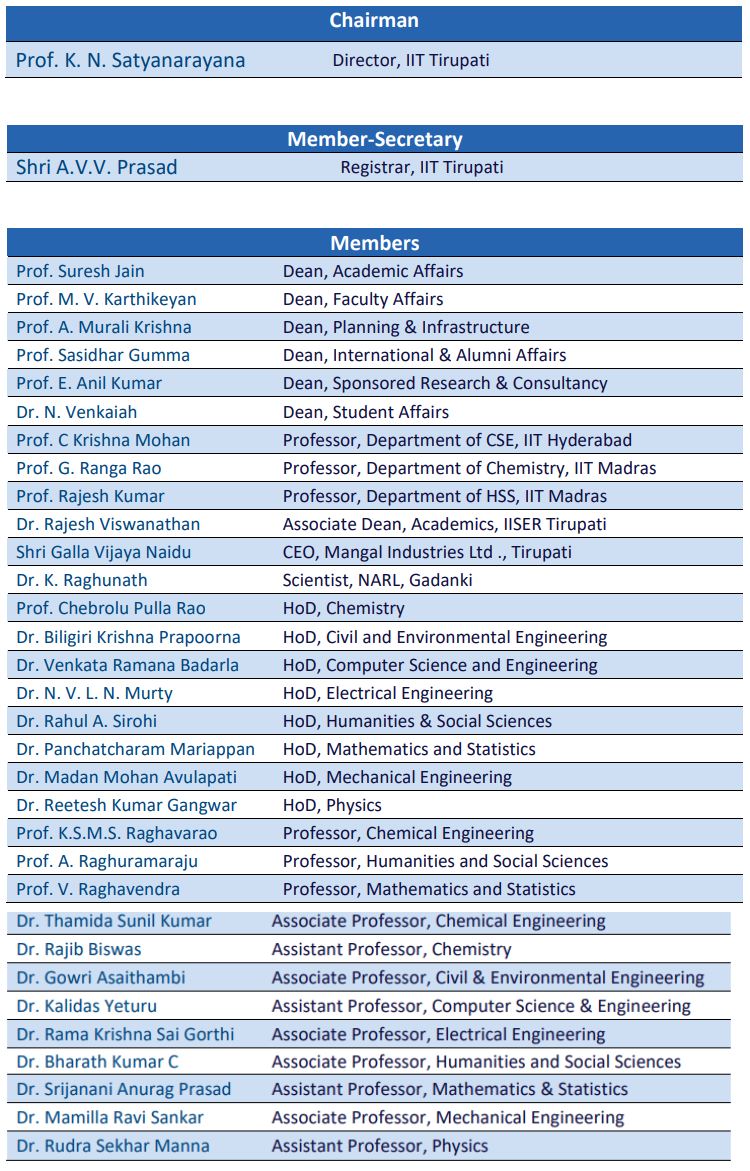 Chairman
Prof. K. N. Satyanarayana Director, IIT Tirupati
Member-Secretary
Shri A.V.V. Prasad Registrar, IIT Tirupati
Members
Prof. Suresh Jain Dean, Academic Affairs
Prof. M. V. Karthikeyan Dean, Faculty Affairs
Prof. A. Murali Krishna Dean, Planning & Infrastructure
Prof. Sasidhar Gumma Dean, International & Alumni Affairs
Prof. E. Anil Kumar Dean, Sponsored Research & Consultancy
Dr. N. Venkaiah Dean, Student Affairs
Prof. C Krishna Mohan Professor, Department of CSE, IIT Hyderabad
Prof. G. Ranga Rao Professor, Department of Chemistry, IIT Madras
Prof. Rajesh Kumar Professor, Department of HSS, IIT Madras
Dr. Rajesh Viswanathan Associate Dean, Academics, IISER Tirupati
Shri Galla Vijaya Naidu CEO, Mangal Industries Ltd ., Tirupati
Dr. K. Raghunath Scientist, NARL, Gadanki
Prof. Chebrolu Pulla Rao HoD, Chemistry
Dr. Biligiri Krishna Prapoorna HoD, Civil and Environmental Engineering
Dr. Venkata Ramana Badarla HoD, Computer Science and Engineering
Dr. N. V. L. N. Murty HoD, Electrical Engineering
Dr. Rahul A. Sirohi HoD, Humanities & Social Sciences
Dr. Panchatcharam Mariappan HoD, Mathematics and Statistics
Dr. Madan Mohan Avulapati HoD, Mechanical Engineering
Dr. Reetesh Kumar Gangwar HoD, Physics
Prof. K.S.M.S. Raghavarao Professor, Chemical Engineering
Prof. A. Raghuramaraju Professor, Humanities and Social Sciences
Prof. V. Raghavendra Professor, Mathematics and Statistics
Dr. Thamida Sunil Kumar Associate Professor, Chemical Engineering
Dr. Rajib Biswas Assistant Professor, Chemistry
Dr. Gowri Asaithambi Associate Professor, Civil & Environmental Engineering
Dr. Kalidas Yeturu Assistant Professor, Computer Science & Engineering
Dr. Rama Krishna Sai Gorthi Associate Professor, Electrical Engineering
Dr. Bharath Kumar C Associate Professor, Humanities and Social Sciences
Dr. Srijanani Anurag Prasad Assistant Professor, Mathematics & Statistics
Dr. Mamilla Ravi Sankar Associate Professor, Mechanical Engineering
Dr. Rudra Sekhar Manna Assistant Professor, Physics